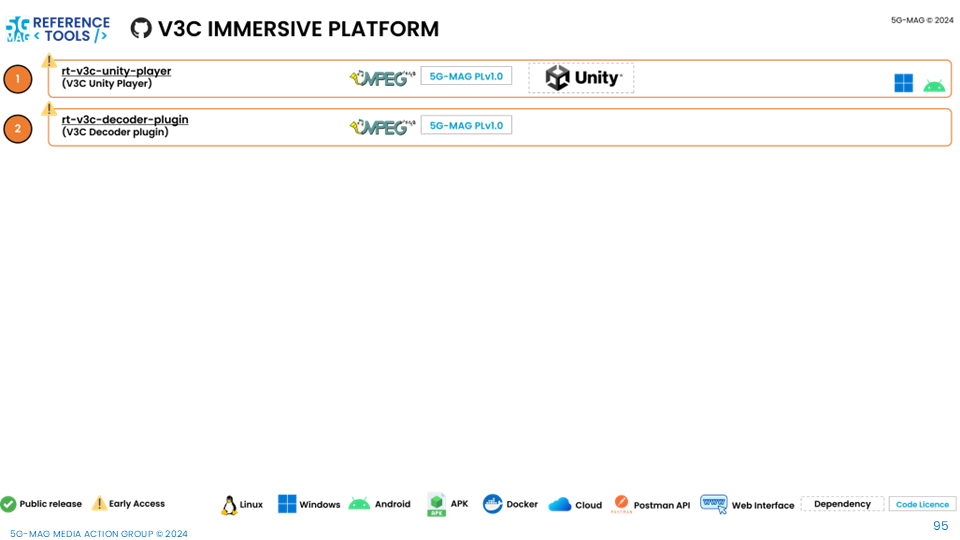 5G-MAG REFERENCE TOOLS
V3C IMMERSIVE PLATFORM
5G-MAG © 2024
1
rt-v3c-unity-player
(V3C Unity Player)
MPEG
5G-MAG PLv1.0
Unity
2
rt-v3c-decoder-plugin
(V3C Decoder plugin)
MPEG
5G-MAG PLv1.0
Public release
Early Access
Linux
Windows
Android
APK
APK
Docker
Cloud
POSTMAN
Postman API
WWW
Web Interface
Dependency
Code Licence
5G-MAG MEDIA ACTION GROUP © 2024
95